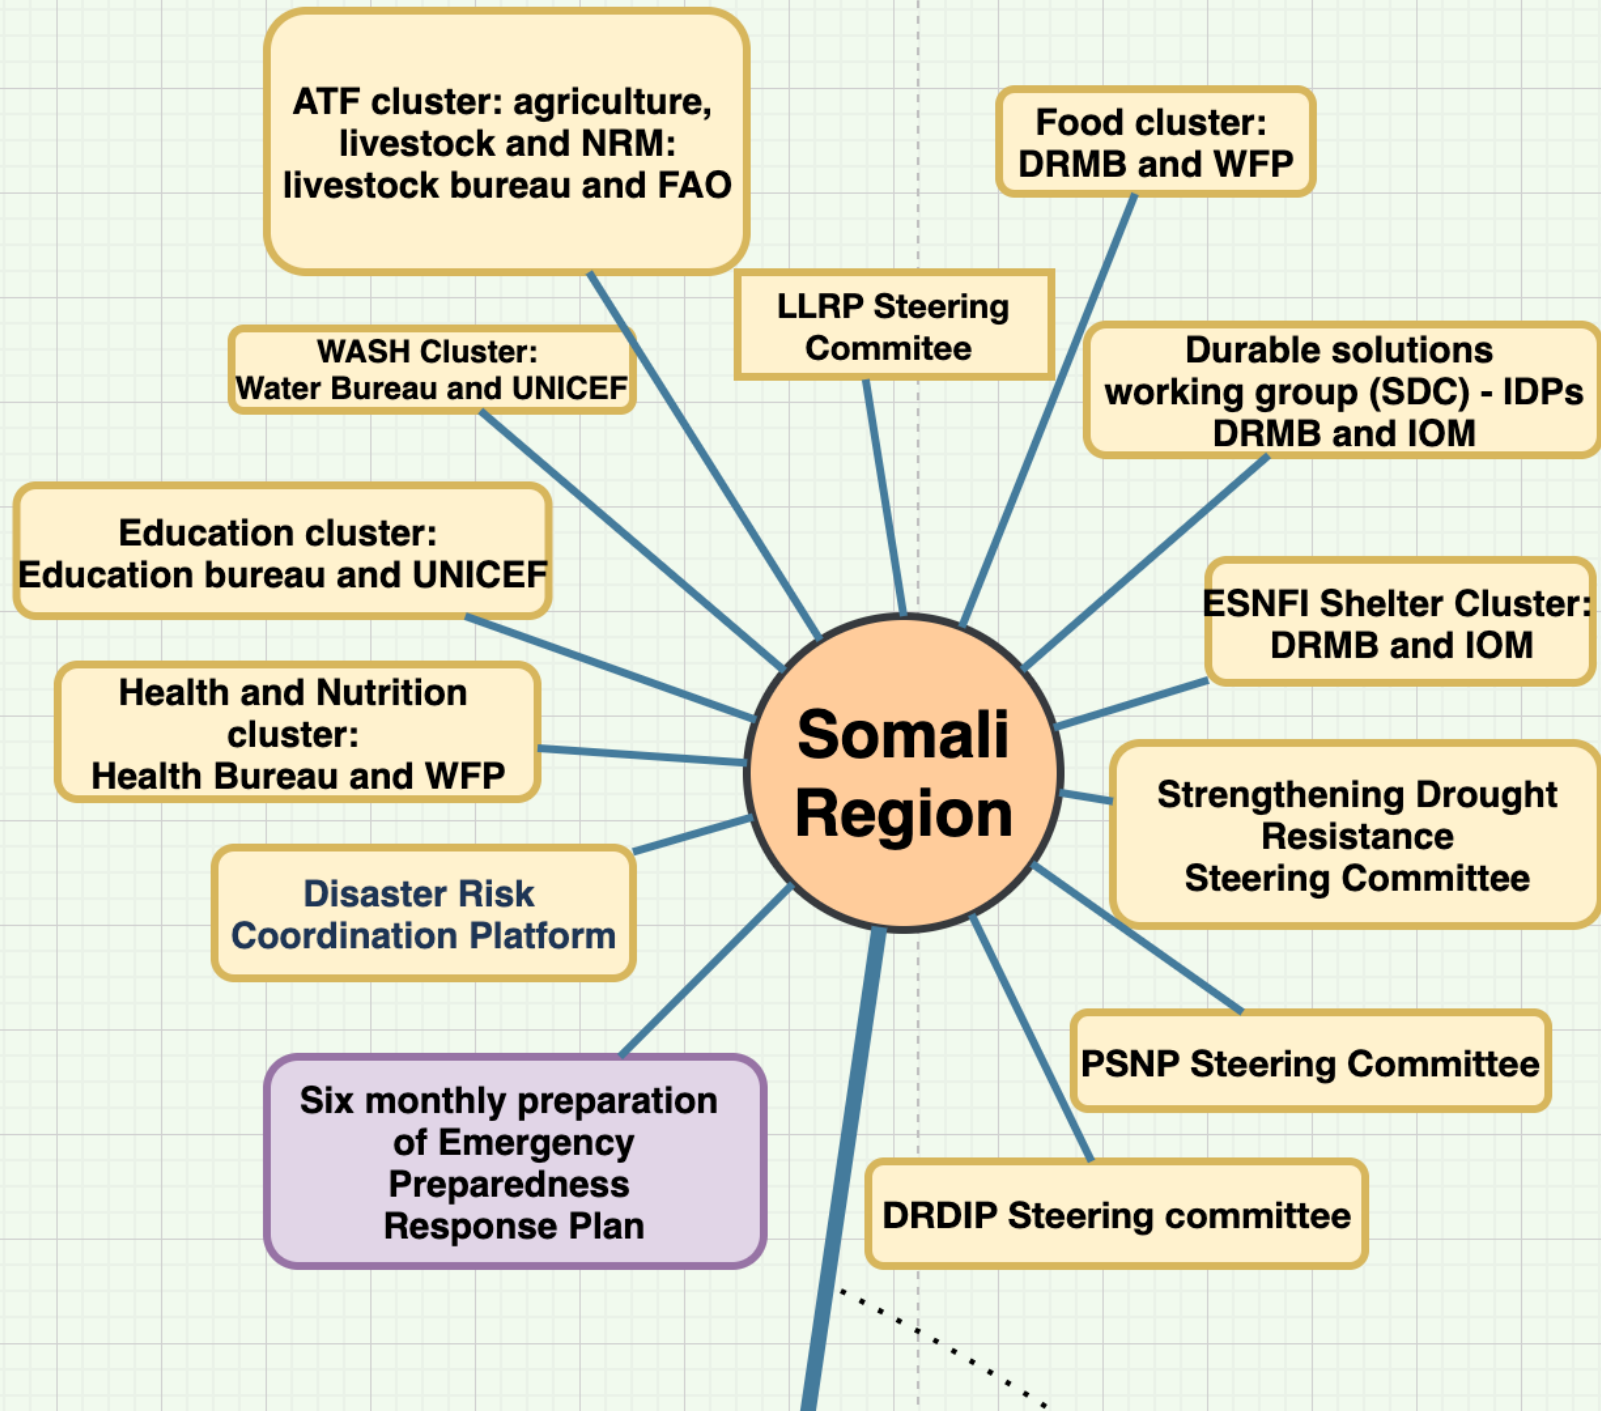 ATF cluster: agriculture,
livestock and NRM:
livestock bureau and FAO
Food cluster:
DRMB and WFP
LLRP Steering
Commitee
WASH Cluster:
Water Bureau and UNICEF
Durable solutions
working group (SDC) - IDPs
DRMB and IOM
Education cluster:
Education bureau and UNICEF
ESNFI Shelter Cluster:
DRMB and IOM
Health and Nutrition
cluster:
Health Bureau and WFP
Somali
Region
Strengthening Drought
Resistance
Steering Committee
Disaster Risk
Coordination Platform
PSNP Steering Committee
Six monthly preparation
of Emergency
Preparedness
Response Plan
DRDIP Steering committee